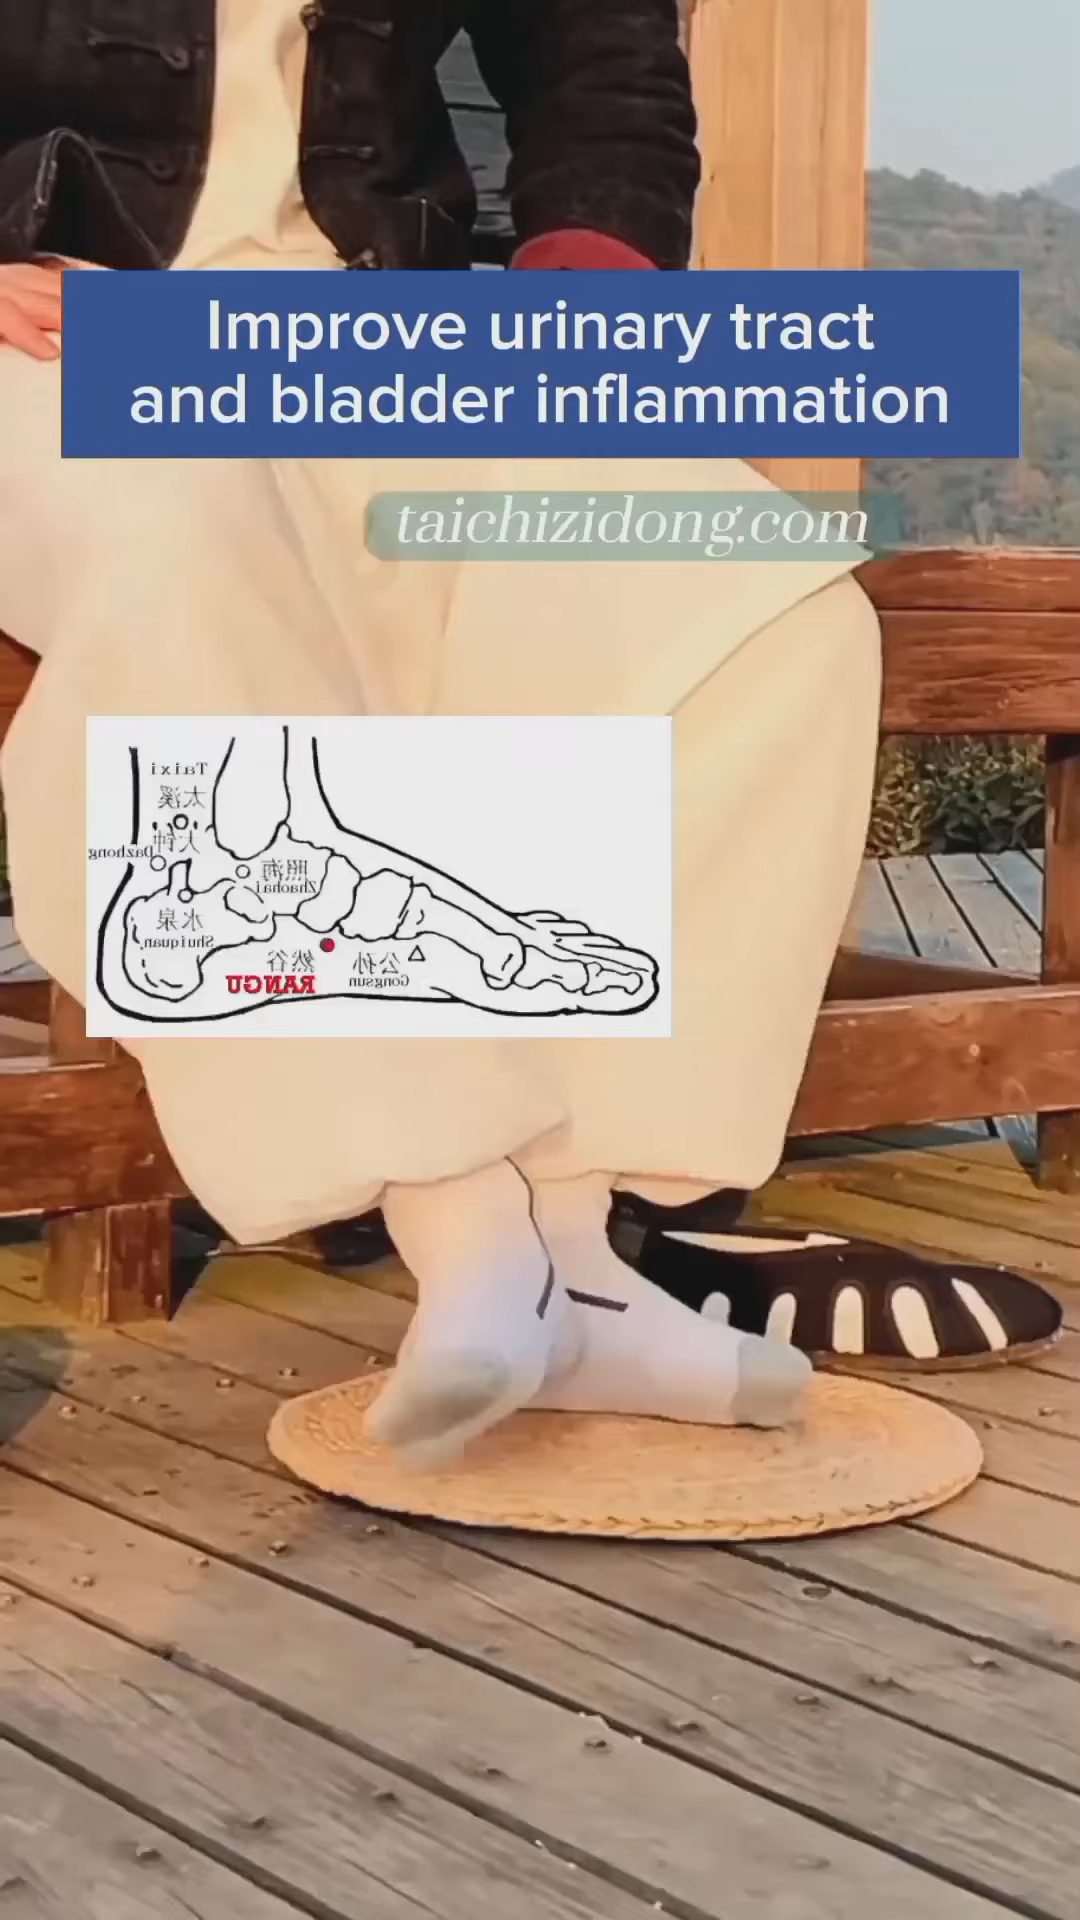 Improve urinary tract
and bladder inflammation
taichizidong.com
Taixi
太溪
大钟
Dazhong
照海
Zhaohai
水泉
Shuiquan
然谷
RANGU
公孙
Gongsun